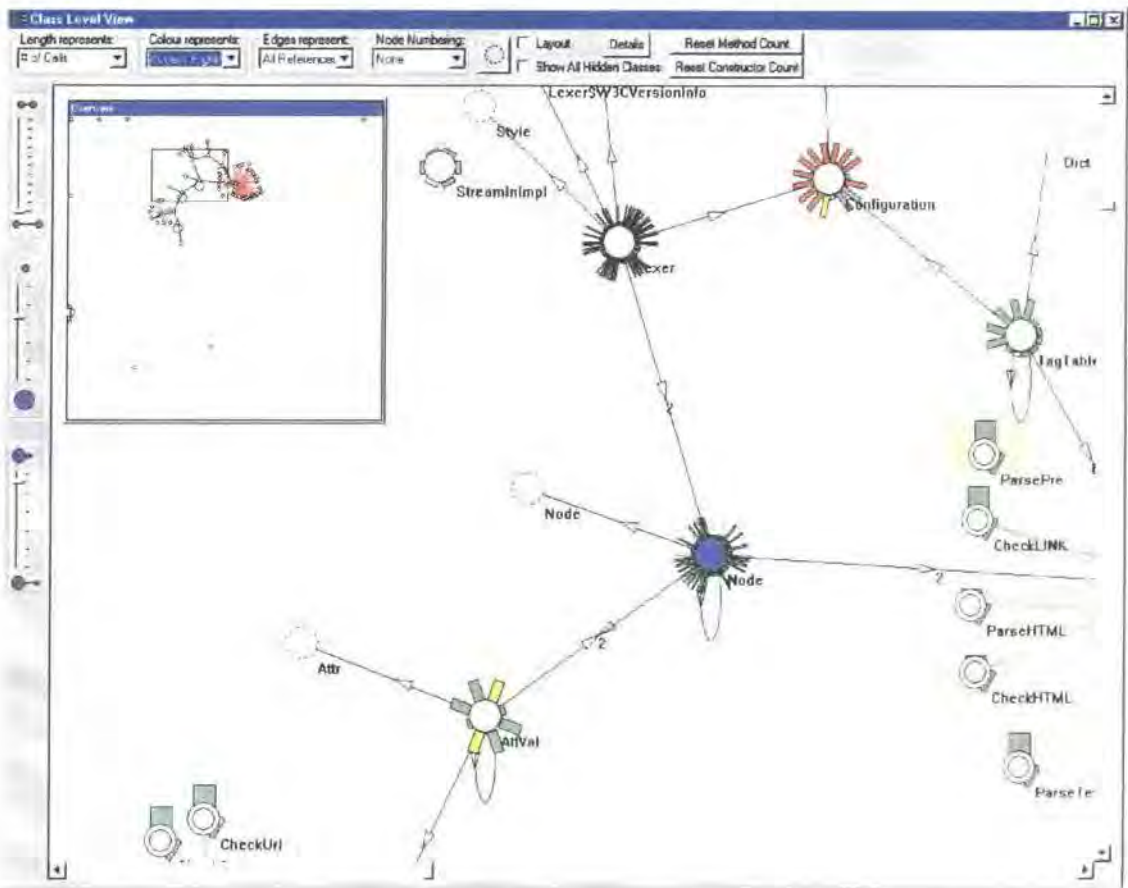 Class Level View
Length represents: Colour represents: Edges represent: Node Numbering:
# of Calls All References None
Layout Details Reset Method Count
Show All Hidden Classes Reset Constructor Count
Overview
LexerSW3CVersionInfo
Style
StreamInImpl
Configuration
Dict
Lexer
TagTable
ParsePre
Node
CheckLINK
Node
2
ParseHTML
2
Attr
CheckHTML
AttVal
ParseTe
CheckUrl